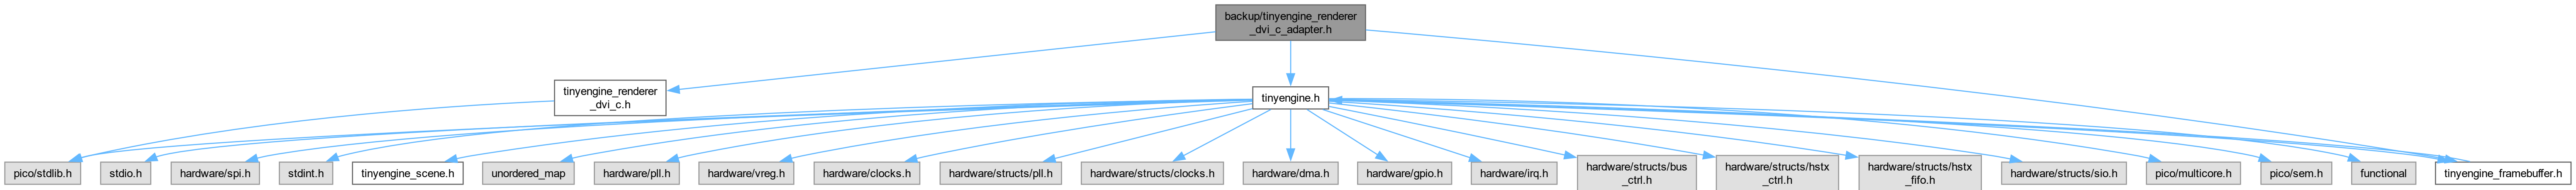 backup/tinyengine_renderer
_dvi_c_adapter.h
tinyengine_renderer
_dvi_c.h
tinyengine.h
pico/stdlib.h
stdio.h
hardware/spi.h
stdint.h
tinyengine_scene.h
unordered_map
hardware/pll.h
hardware/vreg.h
hardware/clocks.h
hardware/structs/pll.h
hardware/structs/clocks.h
hardware/dma.h
hardware/gpio.h
hardware/irq.h
hardware/structs/bus
_ctrl.h
hardware/structs/hstx
_ctrl.h
hardware/structs/hstx
_fifo.h
hardware/structs/sio.h
pico/multicore.h
pico/sem.h
functional
tinyengine_framebuffer.h